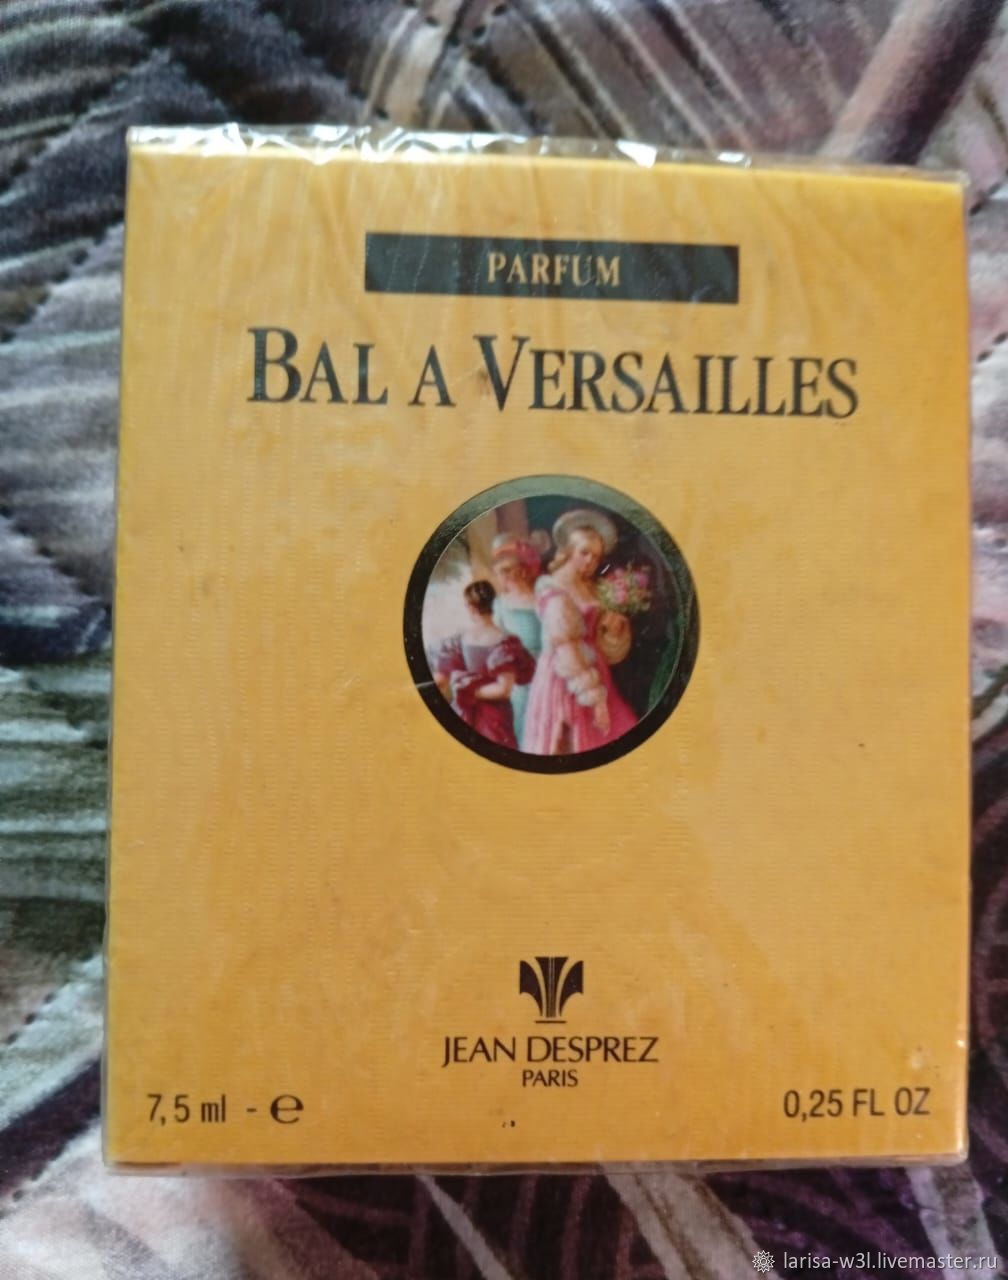 PARFUM
BAL A VERSAILLES
JEAN DESPREZ
PARIS
7,5 ml - ℮
0,25 FL OZ
larisa-w3l.livemaster.ru